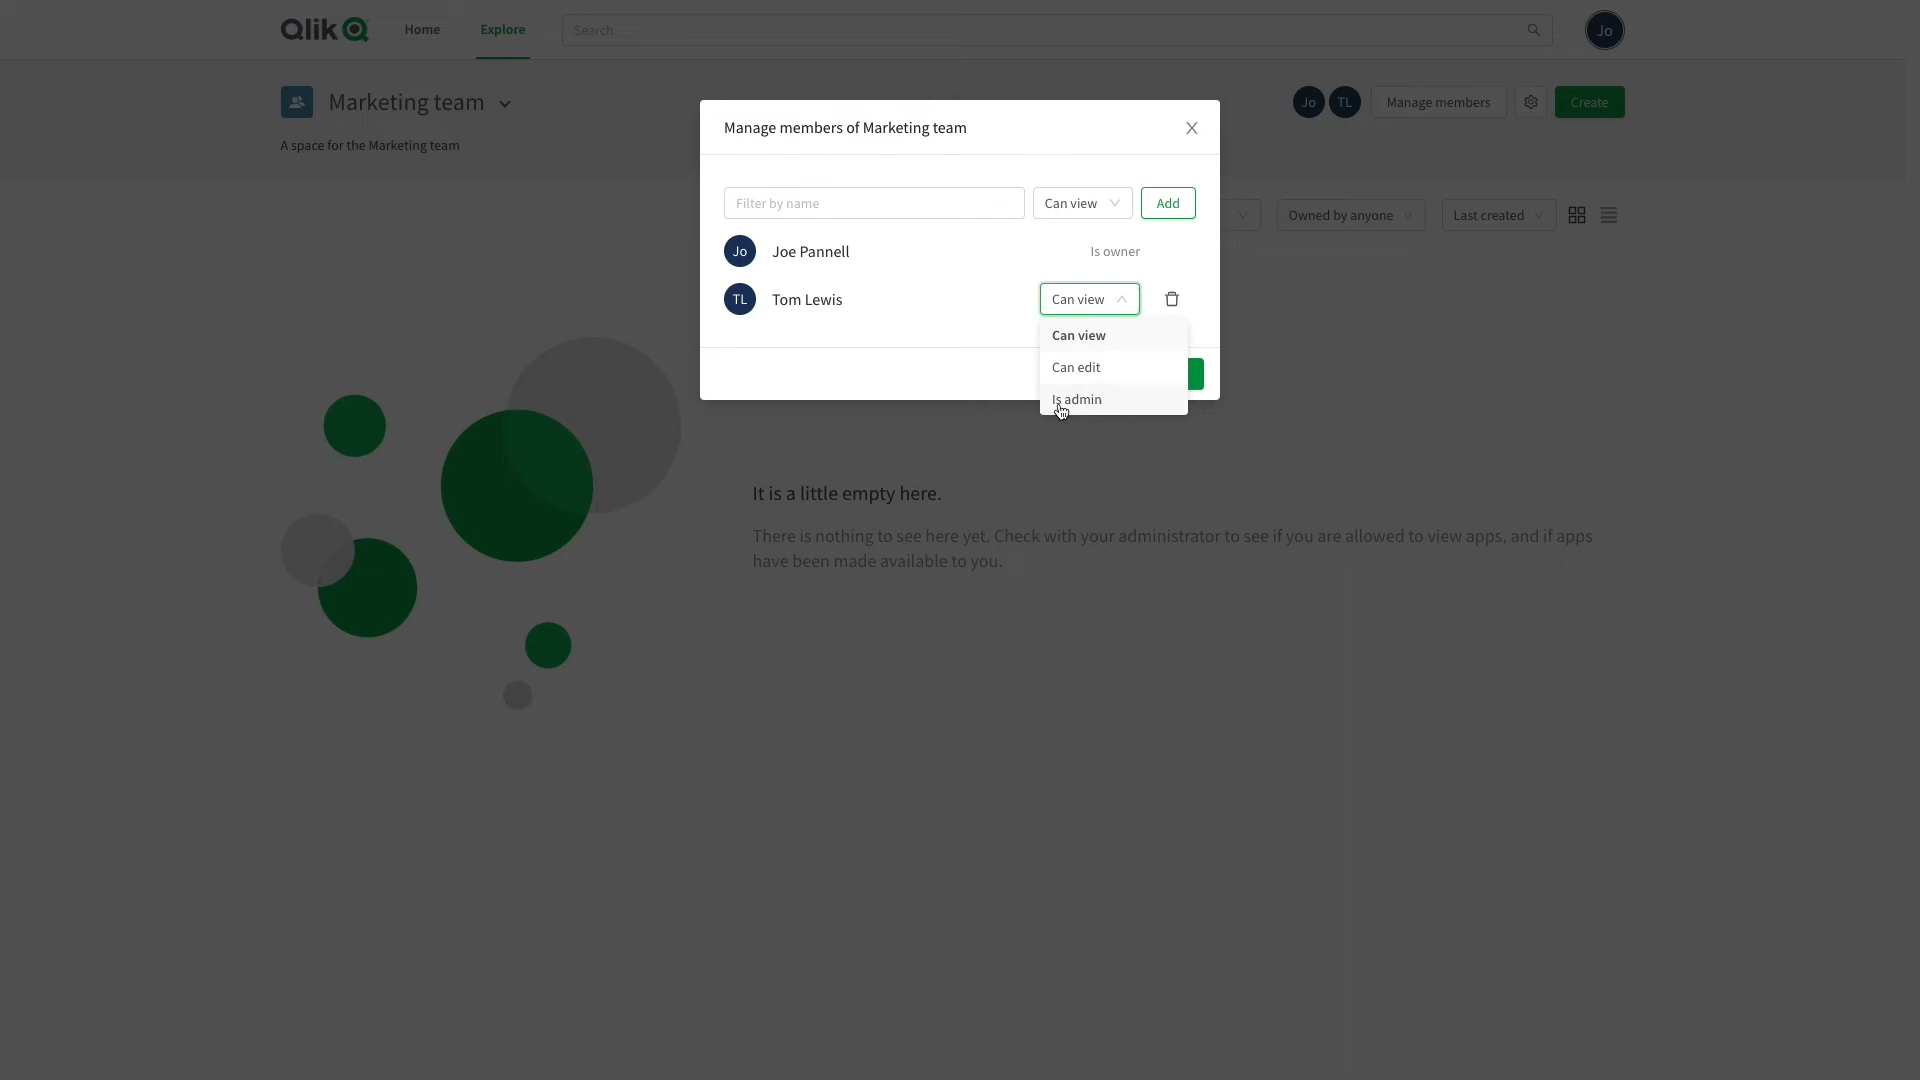 Qlik
Home
Explore
Search
Jo
Marketing team
Jo
TL
Manage members
Create
A space for the Marketing team
Manage members of Marketing team
Filter by name
Can view
Add
Jo
Joe Pannell
Is owner
TL
Tom Lewis
Can view
Can view
Can edit
Is admin
Owned by anyone
Last created
It is a little empty here.
There is nothing to see here yet. Check with your administrator to see if you are allowed to view apps, and if apps
have been made available to you.